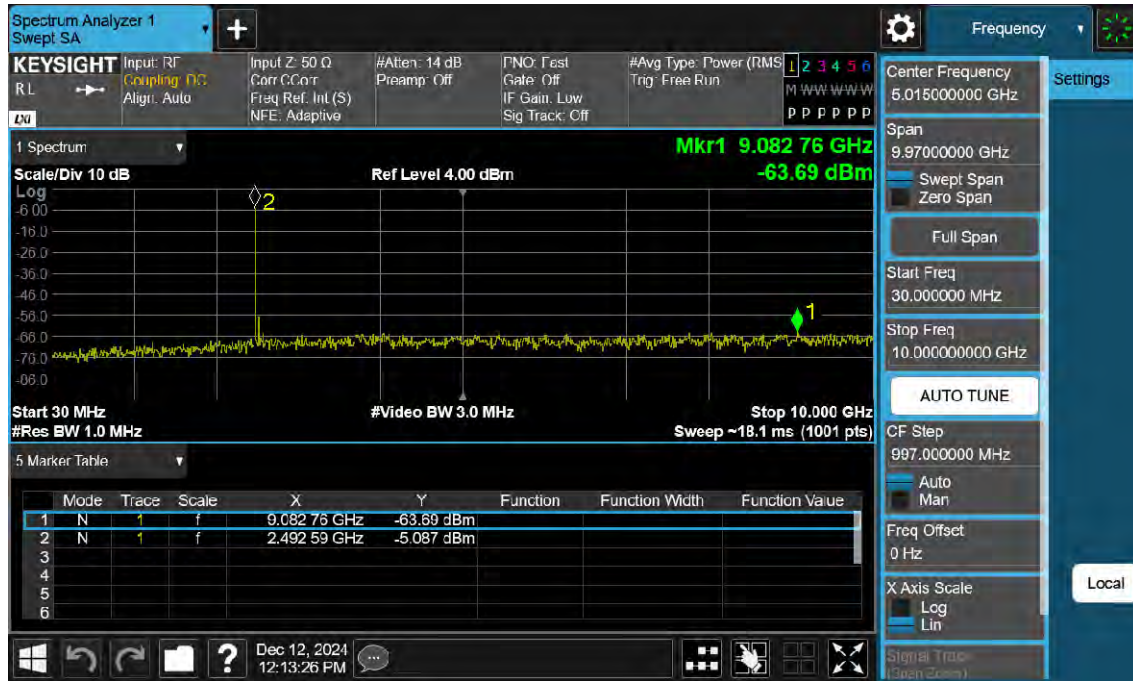 Spectrum Analyzer 1
Swept SA
+
Frequency
KEYSIGHT
RL
LXI
Input: RF
Coupling: DC
Align: Auto
Input Z: 50 Ω
Corr CCorr
Freq Ref: Int (S)
NFE: Adaptive
#Atten: 14 dB
Preamp: Off
PNO: Fast
Gate: Off
IF Gain: Low
Sig Track: Off
#Avg Type: Power (RMS
Trig: Free Run
1 2 3 4 5 6
M W W W W W
P P P P P P
1 Spectrum
Scale/Div 10 dB
Ref Level 4.00 dBm
Mkr1 9.082 76 GHz
-63.69 dBm
Log
-6.00
-16.0
-26.0
-36.0
-46.0
-56.0
-66.0
-76.0
-86.0
2
1
Start 30 MHz
#Video BW 3.0 MHz
Stop 10.000 GHz
#Res BW 1.0 MHz
Sweep ~18.1 ms (1001 pts)
5 Marker Table
Mode Trace Scale X Y Function Function Width Function Value
1 N 1 f 9.082 76 GHz -63.69 dBm
2 N 1 f 2.492 59 GHz -5.087 dBm
3
4
5
6
?
Dec 12, 2024
12:13:26 PM
Center Frequency
5.015000000 GHz
Settings
Span
9.97000000 GHz
Swept Span
Zero Span
Full Span
Start Freq
30.000000 MHz
Stop Freq
10.000000000 GHz
AUTO TUNE
CF Step
997.000000 MHz
Auto
Man
Freq Offset
0 Hz
X Axis Scale
Log
Lin
Local
Signal Track
(Span Zoom)